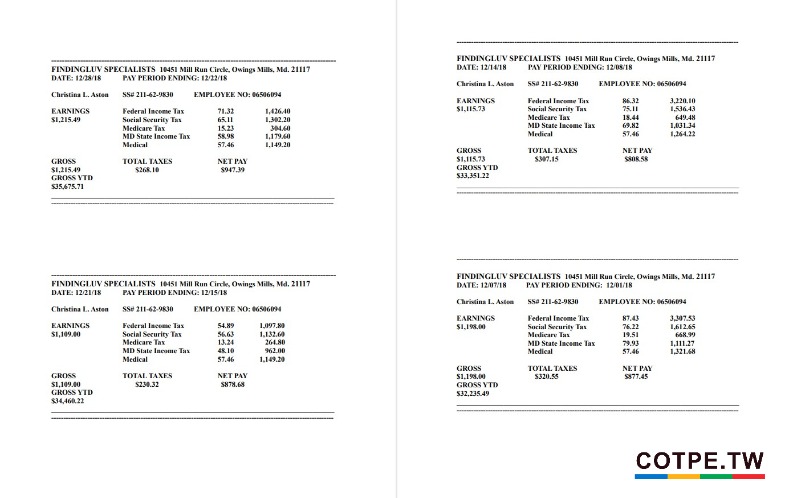 FINDINGLUV SPECIALISTS 10451 Mill Run Circle, Owings Mills, Md. 21117
DATE: 12/28/18 PAY PERIOD ENDING: 12/22/18
Christina L. Aston SS# 211-62-9830 EMPLOYEE NO: 06506094
EARNINGS Federal Income Tax 71.32 1,426.40
$1,215.49 Social Security Tax 65.11 1,302.20
Medicare Tax 15.23 304.60
MD State Income Tax 58.98 1,179.60
Medical 57.46 1,149.20
GROSS TOTAL TAXES NET PAY
$1,215.49 $268.10 $947.39
GROSS YTD
$35,675.71
FINDINGLUV SPECIALISTS 10451 Mill Run Circle, Owings Mills, Md. 21117
DATE: 12/21/18 PAY PERIOD ENDING: 12/15/18
Christina L. Aston SS# 211-62-9830 EMPLOYEE NO: 06506094
EARNINGS Federal Income Tax 54.89 1,097.80
$1,109.00 Social Security Tax 56.63 1,132.60
Medicare Tax 13.24 264.80
MD State Income Tax 48.10 962.00
Medical 57.46 1,149.20
GROSS TOTAL TAXES NET PAY
$1,109.00 $230.32 $878.68
GROSS YTD
$34,460.22
FINDINGLUV SPECIALISTS 10451 Mill Run Circle, Owings Mills, Md. 21117
DATE: 12/14/18 PAY PERIOD ENDING: 12/08/18
Christina L. Aston SS# 211-62-9830 EMPLOYEE NO: 06506094
EARNINGS Federal Income Tax 86.32 3,220.10
$1,115.73 Social Security Tax 75.11 1,536.43
Medicare Tax 18.44 649.48
MD State Income Tax 69.82 1,031.34
Medical 57.46 1,264.22
GROSS TOTAL TAXES NET PAY
$1,115.73 $307.15 $808.58
GROSS YTD
$33,351.22
FINDINGLUV SPECIALISTS 10451 Mill Run Circle, Owings Mills, Md. 21117
DATE: 12/07/18 PAY PERIOD ENDING: 12/01/18
Christina L. Aston SS# 211-62-9830 EMPLOYEE NO: 06506094
EARNINGS Federal Income Tax 87.43 3,307.53
$1,198.00 Social Security Tax 76.22 1,612.65
Medicare Tax 19.51 668.99
MD State Income Tax 79.93 1,111.27
Medical 57.46 1,321.68
GROSS TOTAL TAXES NET PAY
$1,198.00 $320.55 $877.45
GROSS YTD
$32,235.49
COTPE.TW